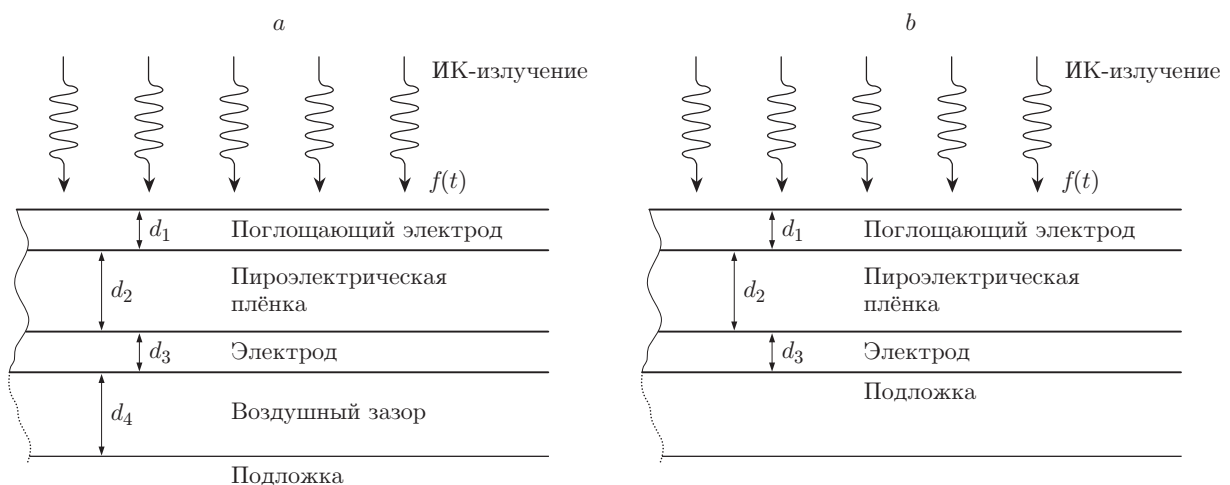 a
ИК-излучение
f(t)
d₁
Поглощающий электрод
d₂
Пироэлектрическая
плёнка
d₃
Электрод
d₄
Воздушный зазор
Подложка
b
ИК-излучение
f(t)
d₁
Поглощающий электрод
d₂
Пироэлектрическая
плёнка
d₃
Электрод
Подложка